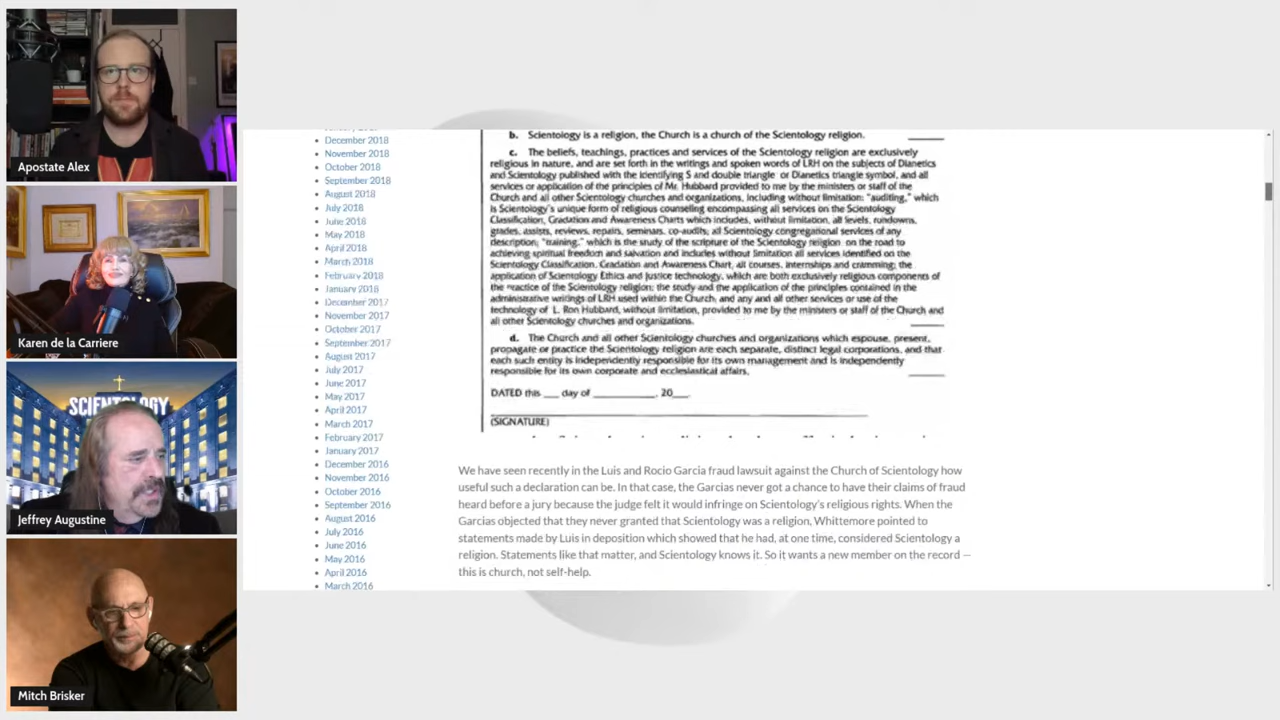 Apostate Alex
Karen de la Carriere
SCIENTOLOGY
Jeffrey Augustine
Mitch Brisker
December 2018
November 2018
October 2018
September 2018
August 2018
July 2018
June 2018
May 2018
April 2018
March 2018
February 2018
January 2018
December 2017
November 2017
October 2017
September 2017
August 2017
July 2017
June 2017
May 2017
April 2017
March 2017
February 2017
January 2017
December 2016
November 2016
October 2016
September 2016
August 2016
July 2016
June 2016
May 2016
April 2016
March 2016
b. Scientology is a religion, the Church is a church of the Scientology religion.
c. The beliefs, teachings, practices and services of the Scientology religion are exclusively
religious in nature, and are set forth in the writings and spoken words of LRH on the subjects of Dianetics
and Scientology published with the identifying S and double triangle or Dianetics triangle symbol, and all
services or application of the principles of Mr. Hubbard provided to me by the ministers or staff of the
Church and all other Scientology churches and organizations, including without limitation: "auditing," which
is Scientology's unique form of religious counseling encompassing all services on the Scientology
Classification, Gradation and Awareness Charts which includes, without limitation, all levels, rundowns,
grades, assists, reviews, repairs, seminars, co-audits; all Scientology congregational services of any
description; "training," which is the study of the scripture of the Scientology religion on the road to
achieving spiritual freedom and salvation and includes without limitation all services identified on the
Scientology Classification, Gradation and Awareness Chart, all courses, internships and cramming; the
application of Scientology Ethics and Justice technology, which are both exclusively religious components of
the practice of the Scientology religion; the study and the application of the principles contained in the
administrative writings of LRH used within the Church; and any and all other services or use of the
technology of L. Ron Hubbard, without limitation, provided to me by the ministers or staff of the Church and
all other Scientology churches and organizations.
d. The Church and all other Scientology churches and organizations which espouse, present,
propagate or practice the Scientology religion are each separate, distinct legal corporations, and that
each such entity is independently responsible for its own management and is independently
responsible for its own corporate and ecclesiastical affairs.
DATED this ___ day of __________, 20__.
(SIGNATURE)
We have seen recently in the Luis and Rocio Garcia fraud lawsuit against the Church of Scientology how
useful such a declaration can be. In that case, the Garcias never got a chance to have their claims of fraud
heard before a jury because the judge felt it would infringe on Scientology's religious rights. When the
Garcias objected that they never granted that Scientology was a religion, Whittemore pointed to
statements made by Luis in deposition which showed that he had, at one time, considered Scientology a
religion. Statements like that matter, and Scientology knows it. So it wants a new member on the record —
this is church, not self-help.